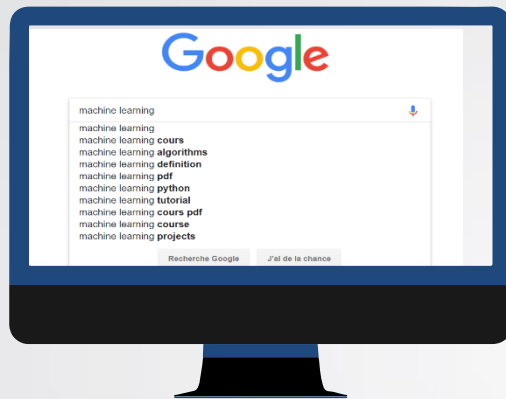 Google
machine learning
machine learning
machine learning cours
machine learning algorithms
machine learning definition
machine learning pdf
machine learning python
machine learning tutorial
machine learning cours pdf
machine learning course
machine learning projects
Recherche Google J'ai de la chance